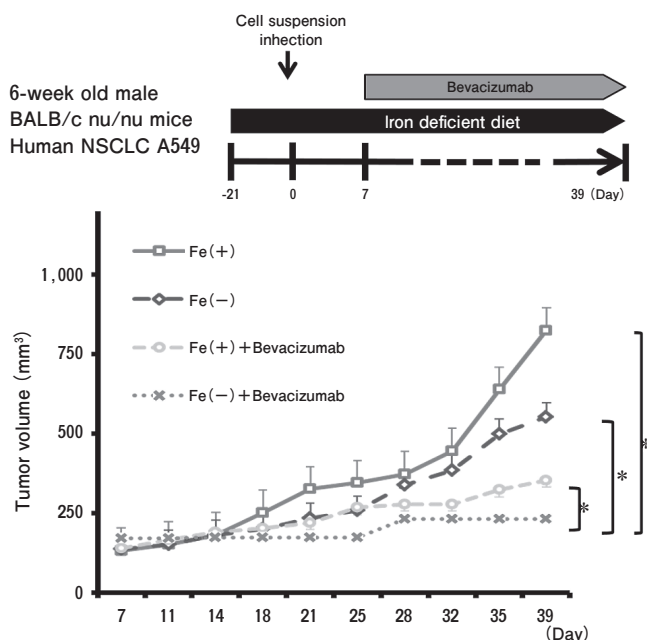 Cell suspension
inhection
6-week old male
BALB/c nu/nu mice
Human NSCLC A549
Bevacizumab
Iron deficient diet
-21 0 7 39 (Day)
Tumor volume (mm³)
1,000
750
500
250
0
Fe(+)
Fe(−)
Fe(+)+Bevacizumab
Fe(−)+Bevacizumab
*
*
*
7 11 14 18 21 25 28 32 35 39
(Day)